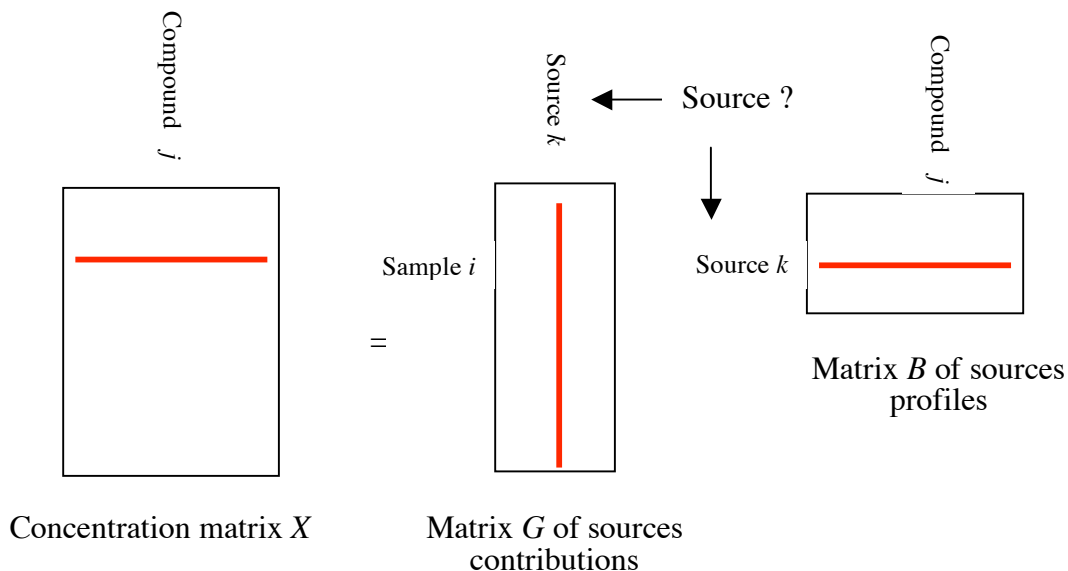 Compound j
Source k
Source ?
Compound j
Sample i
Source k
=
Matrix B of sources
profiles
Concentration matrix X
Matrix G of sources
contributions